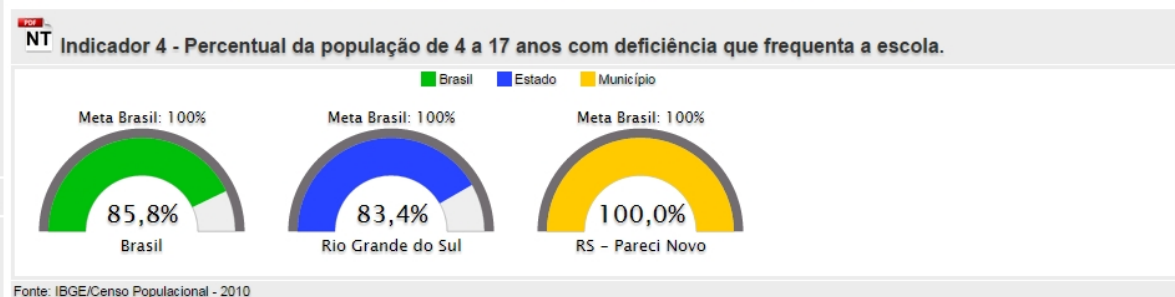 PDF
NT
Indicador 4 - Percentual da população de 4 a 17 anos com deficiência que frequenta a escola.
Brasil Estado Município
Meta Brasil: 100% Meta Brasil: 100% Meta Brasil: 100%
85,8% 83,4% 100,0%
Brasil Rio Grande do Sul RS - Pareci Novo
Fonte: IBGE/Censo Populacional - 2010